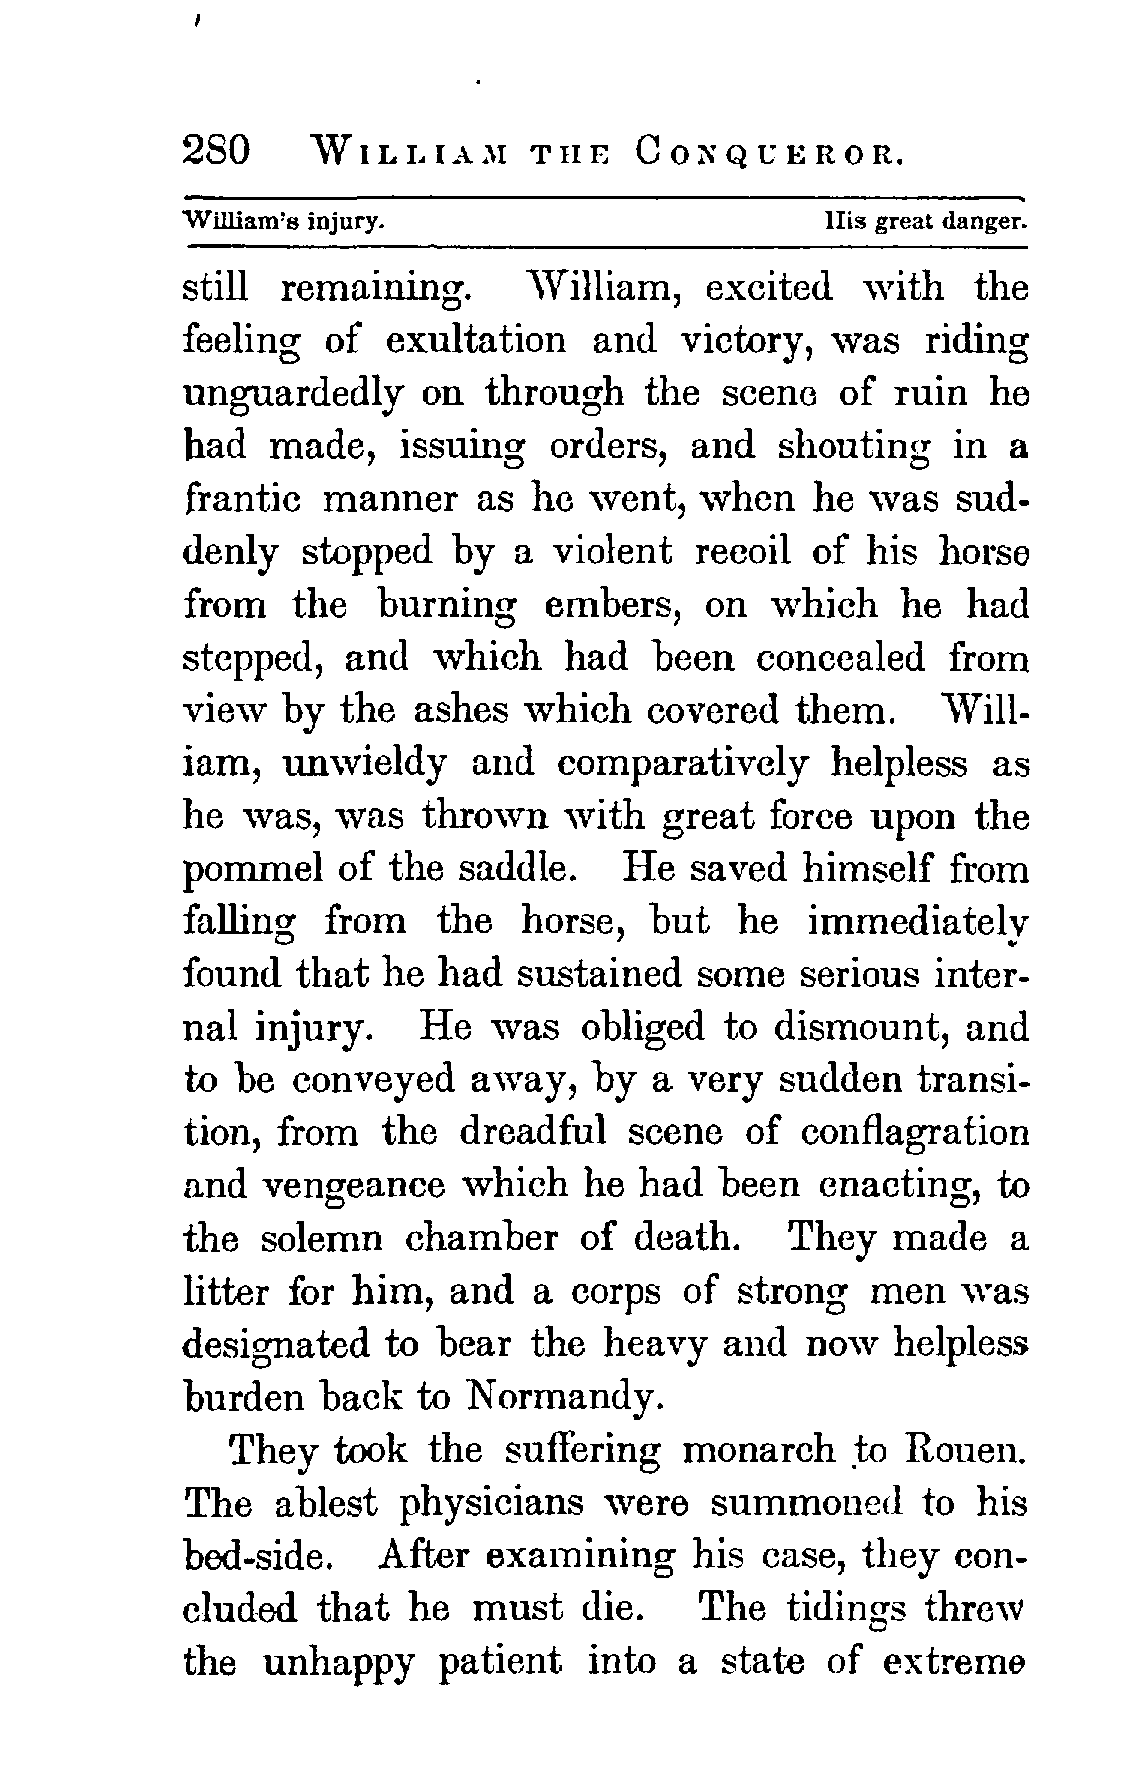 280 WILLIAM THE CONQUEROR.
William's injury. His great danger.
still remaining. William, excited with the
feeling of exultation and victory, was riding
unguardedly on through the scene of ruin he
had made, issuing orders, and shouting in a
frantic manner as he went, when he was sud-
denly stopped by a violent recoil of his horse
from the burning embers, on which he had
stepped, and which had been concealed from
view by the ashes which covered them. Will-
iam, unwieldy and comparatively helpless as
he was, was thrown with great force upon the
pommel of the saddle. He saved himself from
falling from the horse, but he immediately
found that he had sustained some serious inter-
nal injury. He was obliged to dismount, and
to be conveyed away, by a very sudden transi-
tion, from the dreadful scene of conflagration
and vengeance which he had been enacting, to
the solemn chamber of death. They made a
litter for him, and a corps of strong men was
designated to bear the heavy and now helpless
burden back to Normandy.
They took the suffering monarch to Rouen.
The ablest physicians were summoned to his
bed-side. After examining his case, they con-
cluded that he must die. The tidings threw
the unhappy patient into a state of extreme